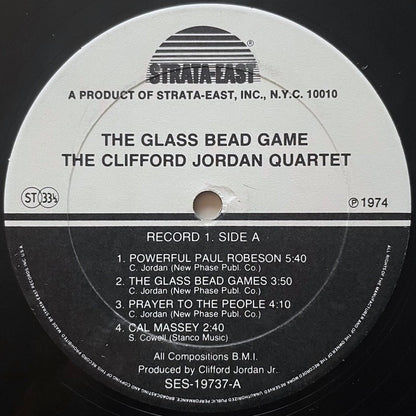 STRATA-EAST®
A PRODUCT OF STRATA-EAST, INC., N.Y.C. 10010
THE GLASS BEAD GAME
THE CLIFFORD JORDAN QUARTET
ST 33⅓
℗ 1974
RECORD 1. SIDE A
1. POWERFUL PAUL ROBESON 5:40
C. Jordan (New Phase Publ. Co.)
2. THE GLASS BEAD GAMES 3:50
C. Jordan (New Phase Publ. Co.)
3. PRAYER TO THE PEOPLE 4:10
C. Jordan (New Phase Publ. Co.)
4. CAL MASSEY 2:40
S. Cowell (Stanco Music)
All Compositions B.M.I.
Produced by Clifford Jordan Jr.
SES-19737-A